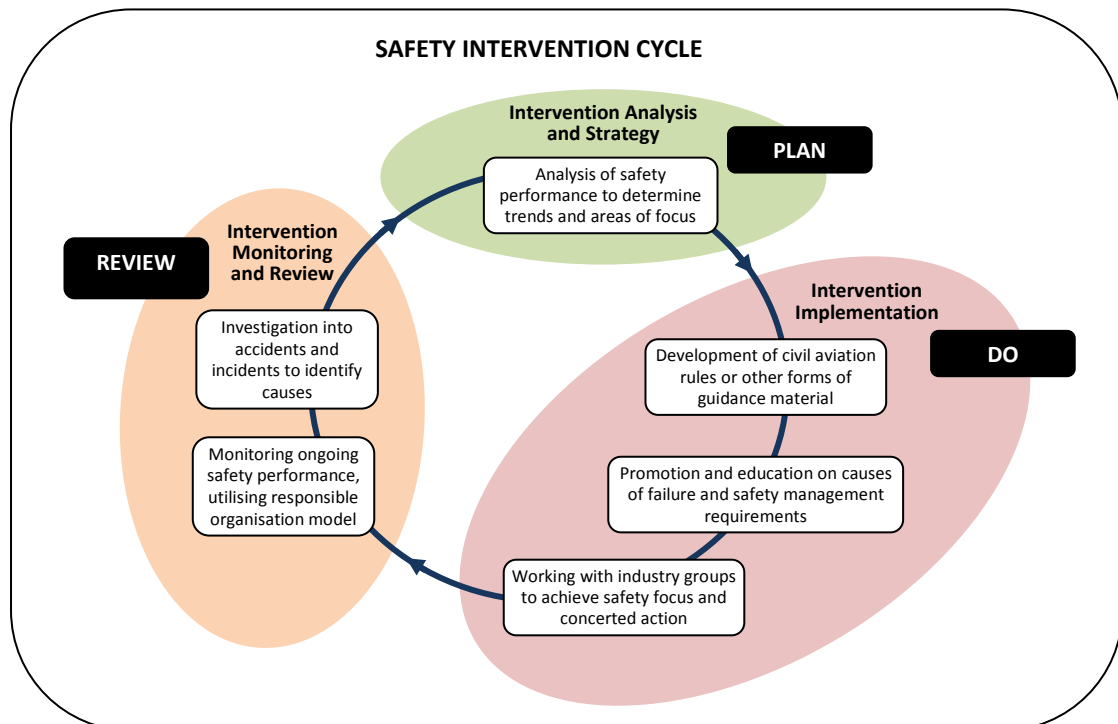 SAFETY INTERVENTION CYCLE
Intervention Analysis
and Strategy
PLAN
Analysis of safety
performance to determine
trends and areas of focus
Intervention
Implementation
DO
Development of civil aviation
rules or other forms of
guidance material
Promotion and education on causes
of failure and safety management
requirements
Working with industry groups
to achieve safety focus and
concerted action
REVIEW
Intervention
Monitoring
and Review
Investigation into
accidents and
incidents to identify
causes
Monitoring ongoing
safety performance,
utilising responsible
organisation model